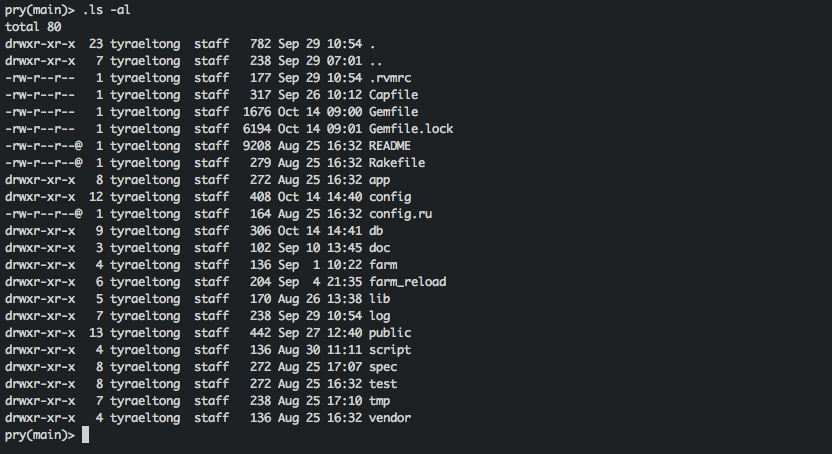 pry(main)> .ls -al
total 80
drwxr-xr-x  23 tyraeltong  staff   782 Sep 29 10:54 .
drwxr-xr-x   7 tyraeltong  staff   238 Sep 29 07:01 ..
-rw-r--r--   1 tyraeltong  staff   177 Sep 29 10:54 .rvmrc
-rw-r--r--   1 tyraeltong  staff   317 Sep 26 10:12 Capfile
-rw-r--r--   1 tyraeltong  staff  1676 Oct 14 09:00 Gemfile
-rw-r--r--   1 tyraeltong  staff  6194 Oct 14 09:01 Gemfile.lock
-rw-r--r--@  1 tyraeltong  staff  9208 Aug 25 16:32 README
-rw-r--r--@  1 tyraeltong  staff   279 Aug 25 16:32 Rakefile
drwxr-xr-x   8 tyraeltong  staff   272 Aug 25 16:32 app
drwxr-xr-x  12 tyraeltong  staff   408 Oct 14 14:40 config
-rw-r--r--@  1 tyraeltong  staff   164 Aug 25 16:32 config.ru
drwxr-xr-x   9 tyraeltong  staff   306 Oct 14 14:41 db
drwxr-xr-x   3 tyraeltong  staff   102 Sep 10 13:45 doc
drwxr-xr-x   4 tyraeltong  staff   136 Sep  1 10:22 farm
drwxr-xr-x   6 tyraeltong  staff   204 Sep  4 21:35 farm_reload
drwxr-xr-x   5 tyraeltong  staff   170 Aug 26 13:38 lib
drwxr-xr-x   7 tyraeltong  staff   238 Sep 29 10:54 log
drwxr-xr-x  13 tyraeltong  staff   442 Sep 27 12:40 public
drwxr-xr-x   4 tyraeltong  staff   136 Aug 30 11:11 script
drwxr-xr-x   8 tyraeltong  staff   272 Aug 25 17:07 spec
drwxr-xr-x   8 tyraeltong  staff   272 Aug 25 16:32 test
drwxr-xr-x   7 tyraeltong  staff   238 Aug 25 17:10 tmp
drwxr-xr-x   4 tyraeltong  staff   136 Aug 25 16:32 vendor
pry(main)>